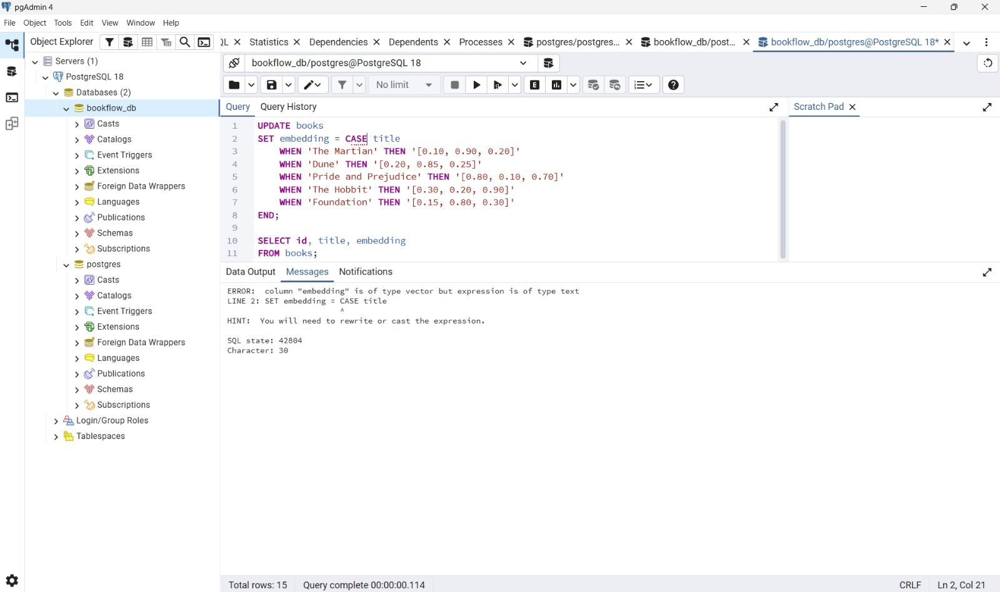 pgAdmin 4
File Object Tools Edit View Window Help
Object Explorer
QL Statistics Dependencies Dependents Processes postgres/postgres... bookflow_db/post... bookflow_db/postgres@PostgreSQL 18*
Servers (1)
PostgreSQL 18
Databases (2)
bookflow_db
Casts
Catalogs
Event Triggers
Extensions
Foreign Data Wrappers
Languages
Publications
Schemas
Subscriptions
postgres
Casts
Catalogs
Event Triggers
Extensions
Foreign Data Wrappers
Languages
Publications
Schemas
Subscriptions
Login/Group Roles
Tablespaces
bookflow_db/postgres@PostgreSQL 18
No limit E
Query Query History
Scratch Pad
1 UPDATE books
2 SET embedding = CASE title
3 WHEN 'The Martian' THEN '[0.10, 0.90, 0.20]'
4 WHEN 'Dune' THEN '[0.20, 0.85, 0.25]'
5 WHEN 'Pride and Prejudice' THEN '[0.80, 0.10, 0.70]'
6 WHEN 'The Hobbit' THEN '[0.30, 0.20, 0.90]'
7 WHEN 'Foundation' THEN '[0.15, 0.80, 0.30]'
8 END;
9
10 SELECT id, title, embedding
11 FROM books;
Data Output Messages Notifications
ERROR: column "embedding" is of type vector but expression is of type text
LINE 2: SET embedding = CASE title
^
HINT: You will need to rewrite or cast the expression.
SQL state: 42804
Character: 30
Total rows: 15 Query complete 00:00:00.114 CRLF Ln 2, Col 21